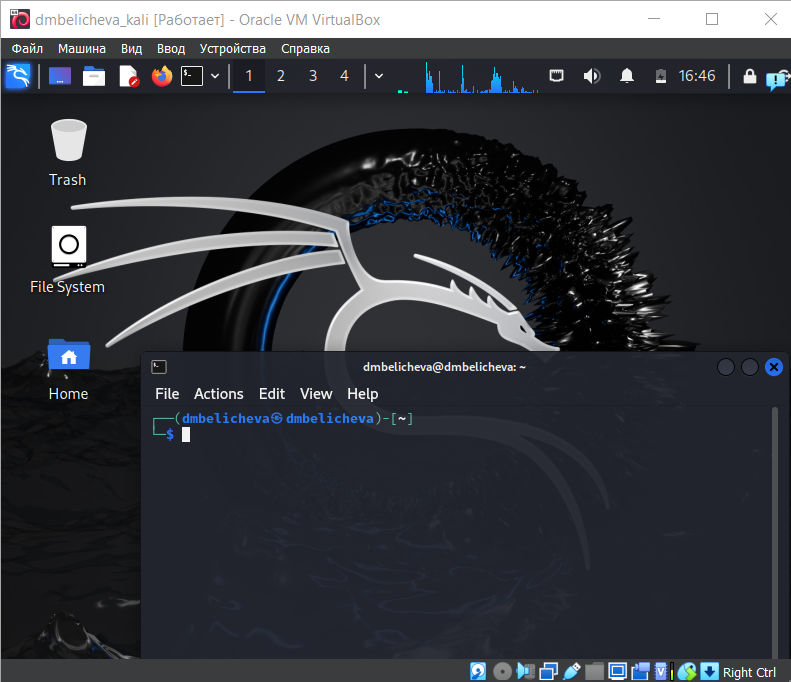 dmbelicheva_kali [Работает] - Oracle VM VirtualBox
Файл Машина Вид Ввод Устройства Справка
1 2 3 4 16:46
Trash
File System
Home
dmbelicheva@dmbelicheva: ~
File Actions Edit View Help
┌──(dmbelicheva㉿dmbelicheva)-[~]
└─$
Right Ctrl